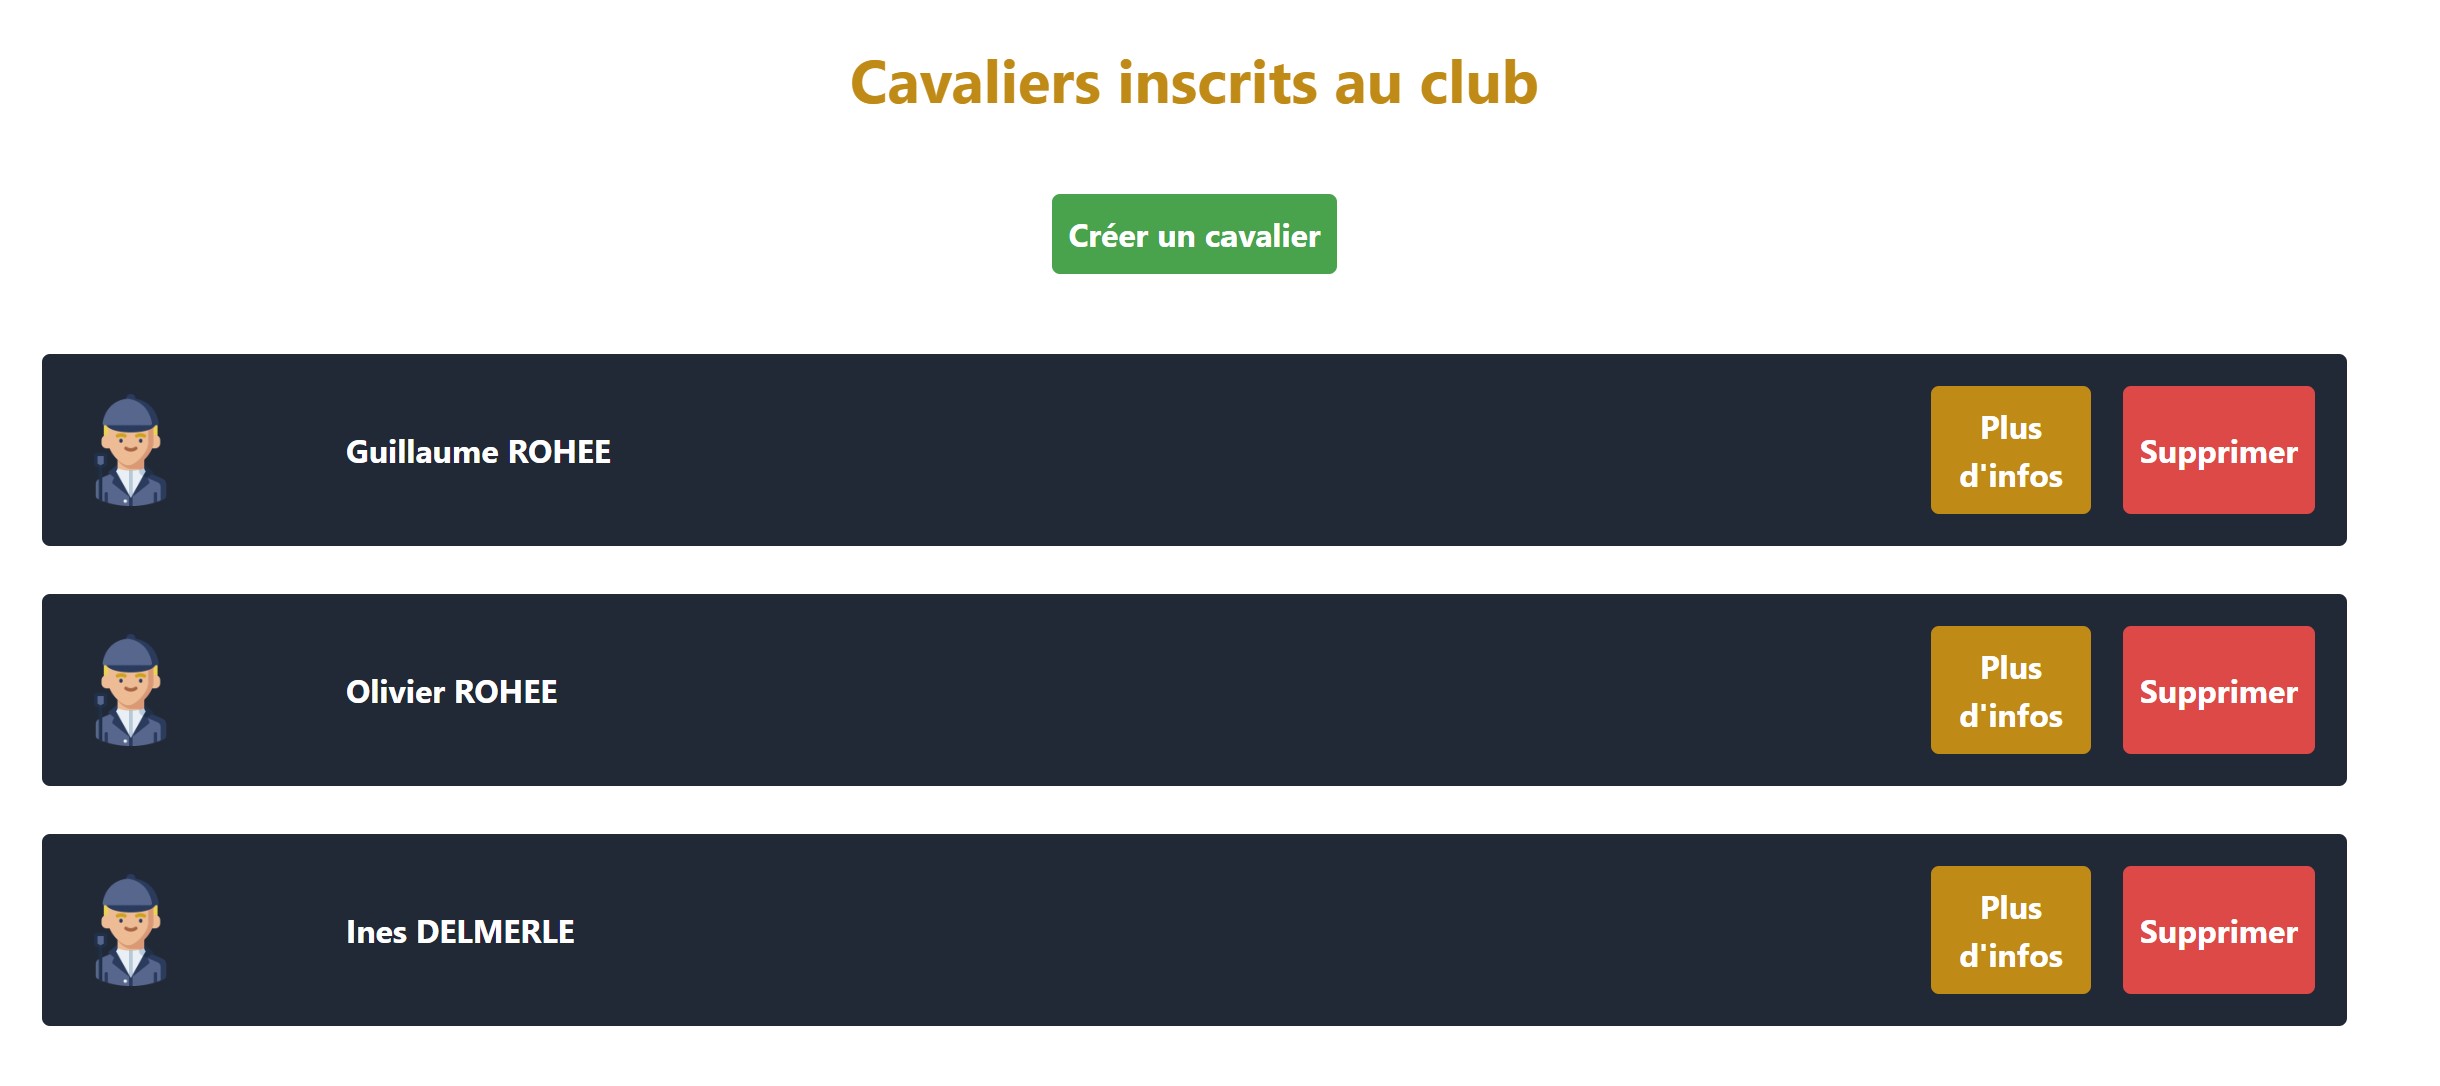 Cavaliers inscrits au club
Créer un cavalier
Guillaume ROHEE
Plus
d'infos
Supprimer
Olivier ROHEE
Plus
d'infos
Supprimer
Ines DELMERLE
Plus
d'infos
Supprimer